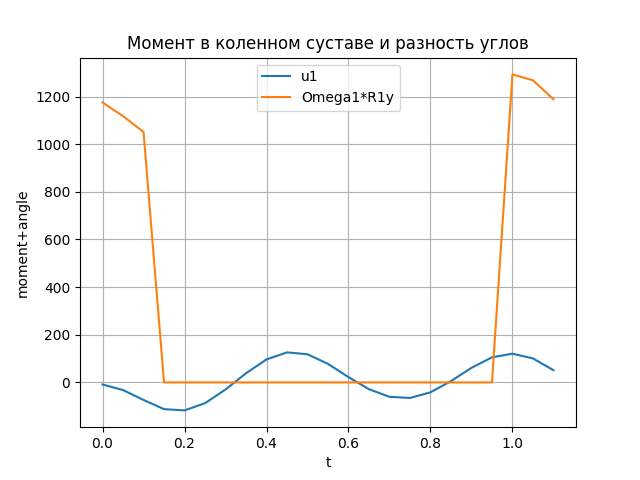 Момент в коленном суставе и разность углов
u1
Omega1*R1y
moment+angle
1200
1000
800
600
400
200
0
0.0 0.2 0.4 0.6 0.8 1.0
t